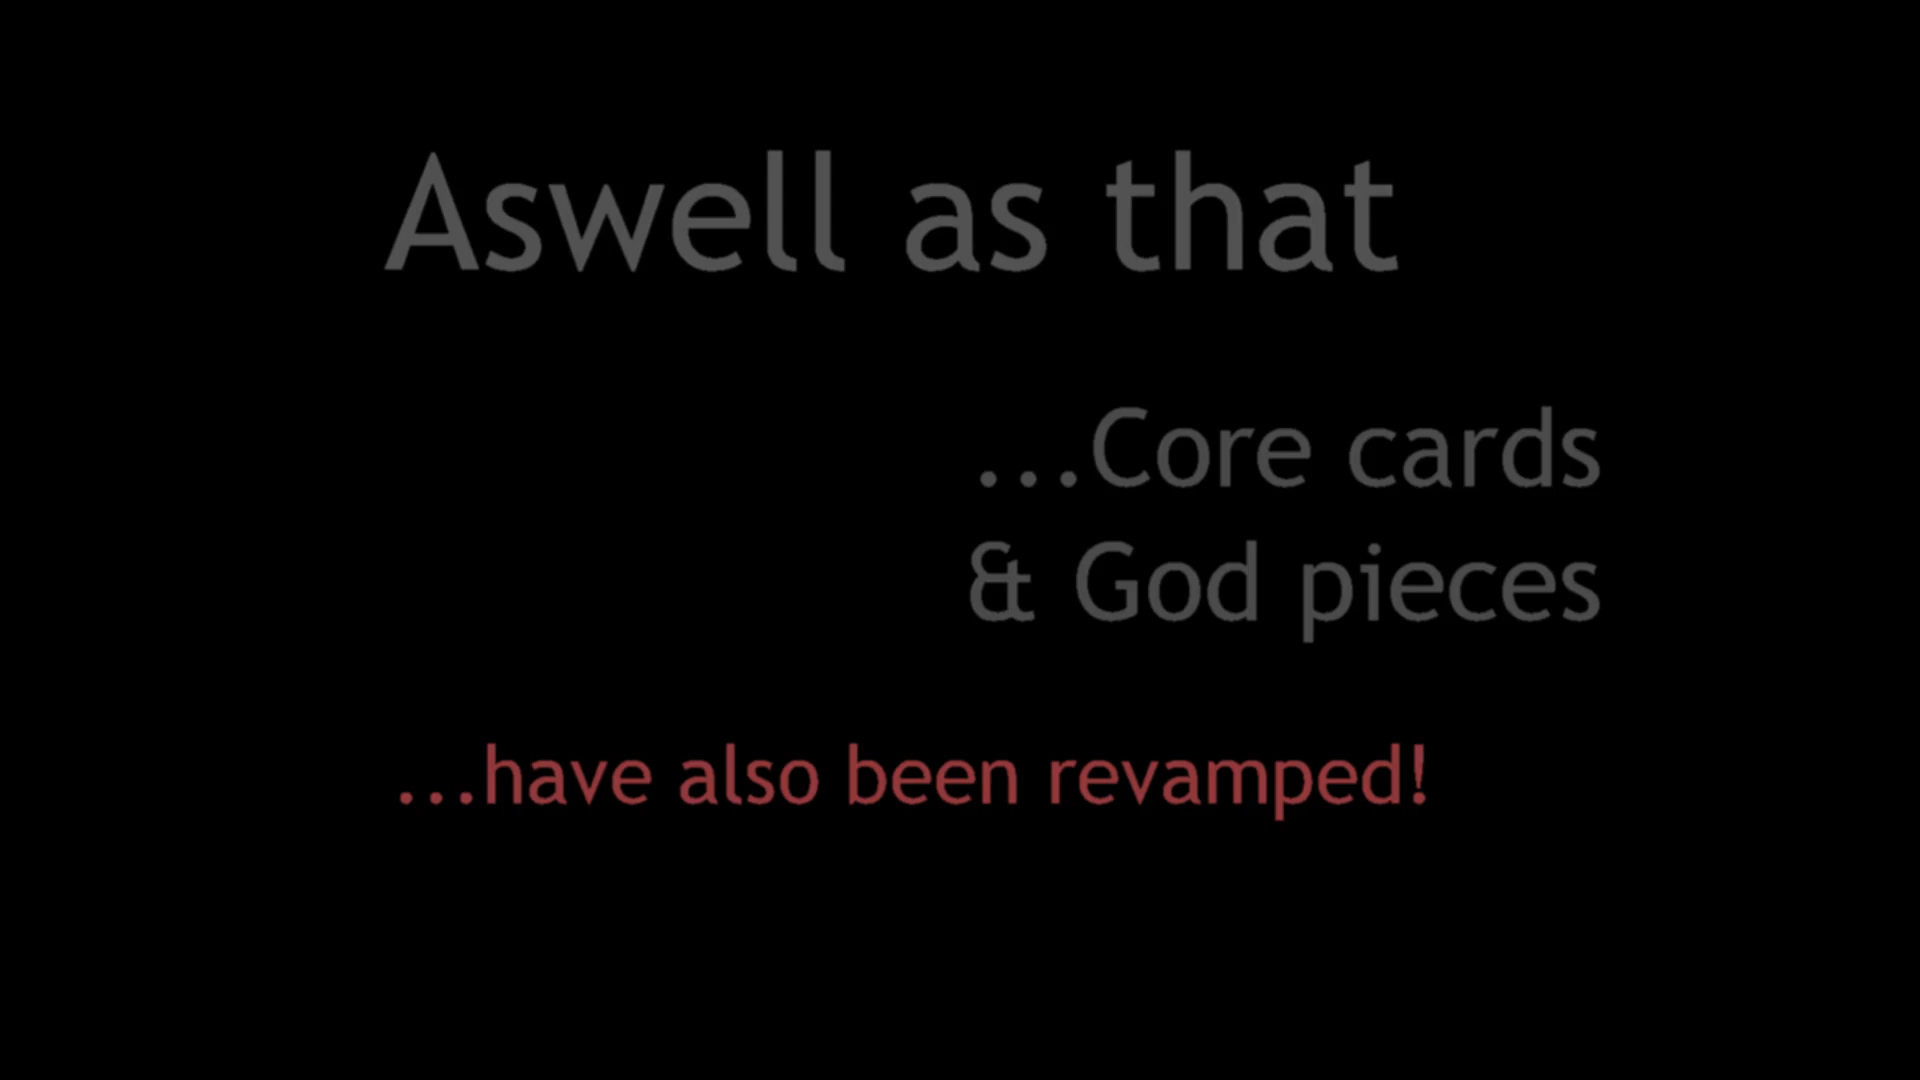 Aswell as that
...Core cards
& God pieces
...have also been revamped!